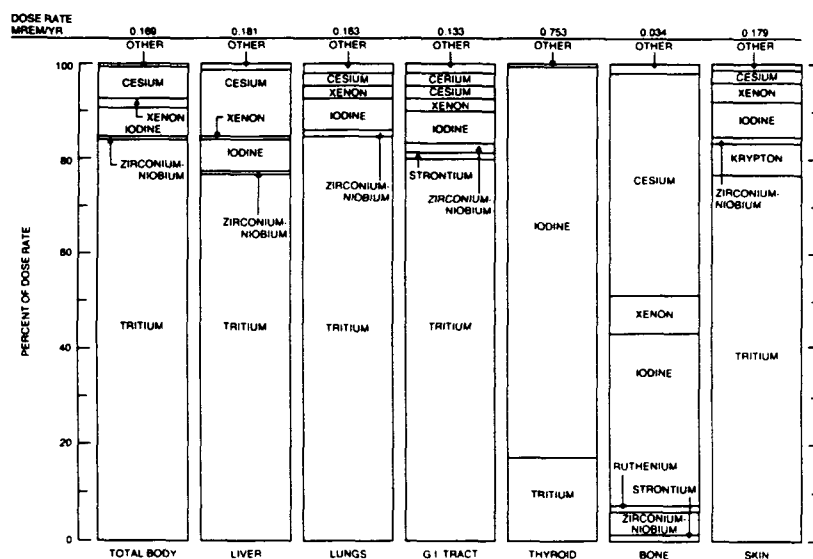 DOSE RATE
MREM/YR 0.169 0.181 0.163 0.133 0.753 0.034 0.179
OTHER OTHER OTHER OTHER OTHER OTHER OTHER
100
CESIUM
XENON
IODINE
ZIRCONIUM-
NIOBIUM
TRITIUM
CESIUM
XENON
IODINE
ZIRCONIUM-
NIOBIUM
TRITIUM
CESIUM
XENON
IODINE
ZIRCONIUM-
NIOBIUM
TRITIUM
CERIUM
CESIUM
XENON
IODINE
STRONTIUM
ZIRCONIUM-
NIOBIUM
TRITIUM
IODINE
TRITIUM
CESIUM
XENON
IODINE
RUTHENIUM
STRONTIUM
ZIRCONIUM-
NIOBIUM
CESIUM
XENON
IODINE
KRYPTON
ZIRCONIUM-
NIOBIUM
TRITIUM
80
60
40
20
0
PERCENT OF DOSE RATE
TOTAL BODY LIVER LUNGS G.I. TRACT THYROID BONE SKIN